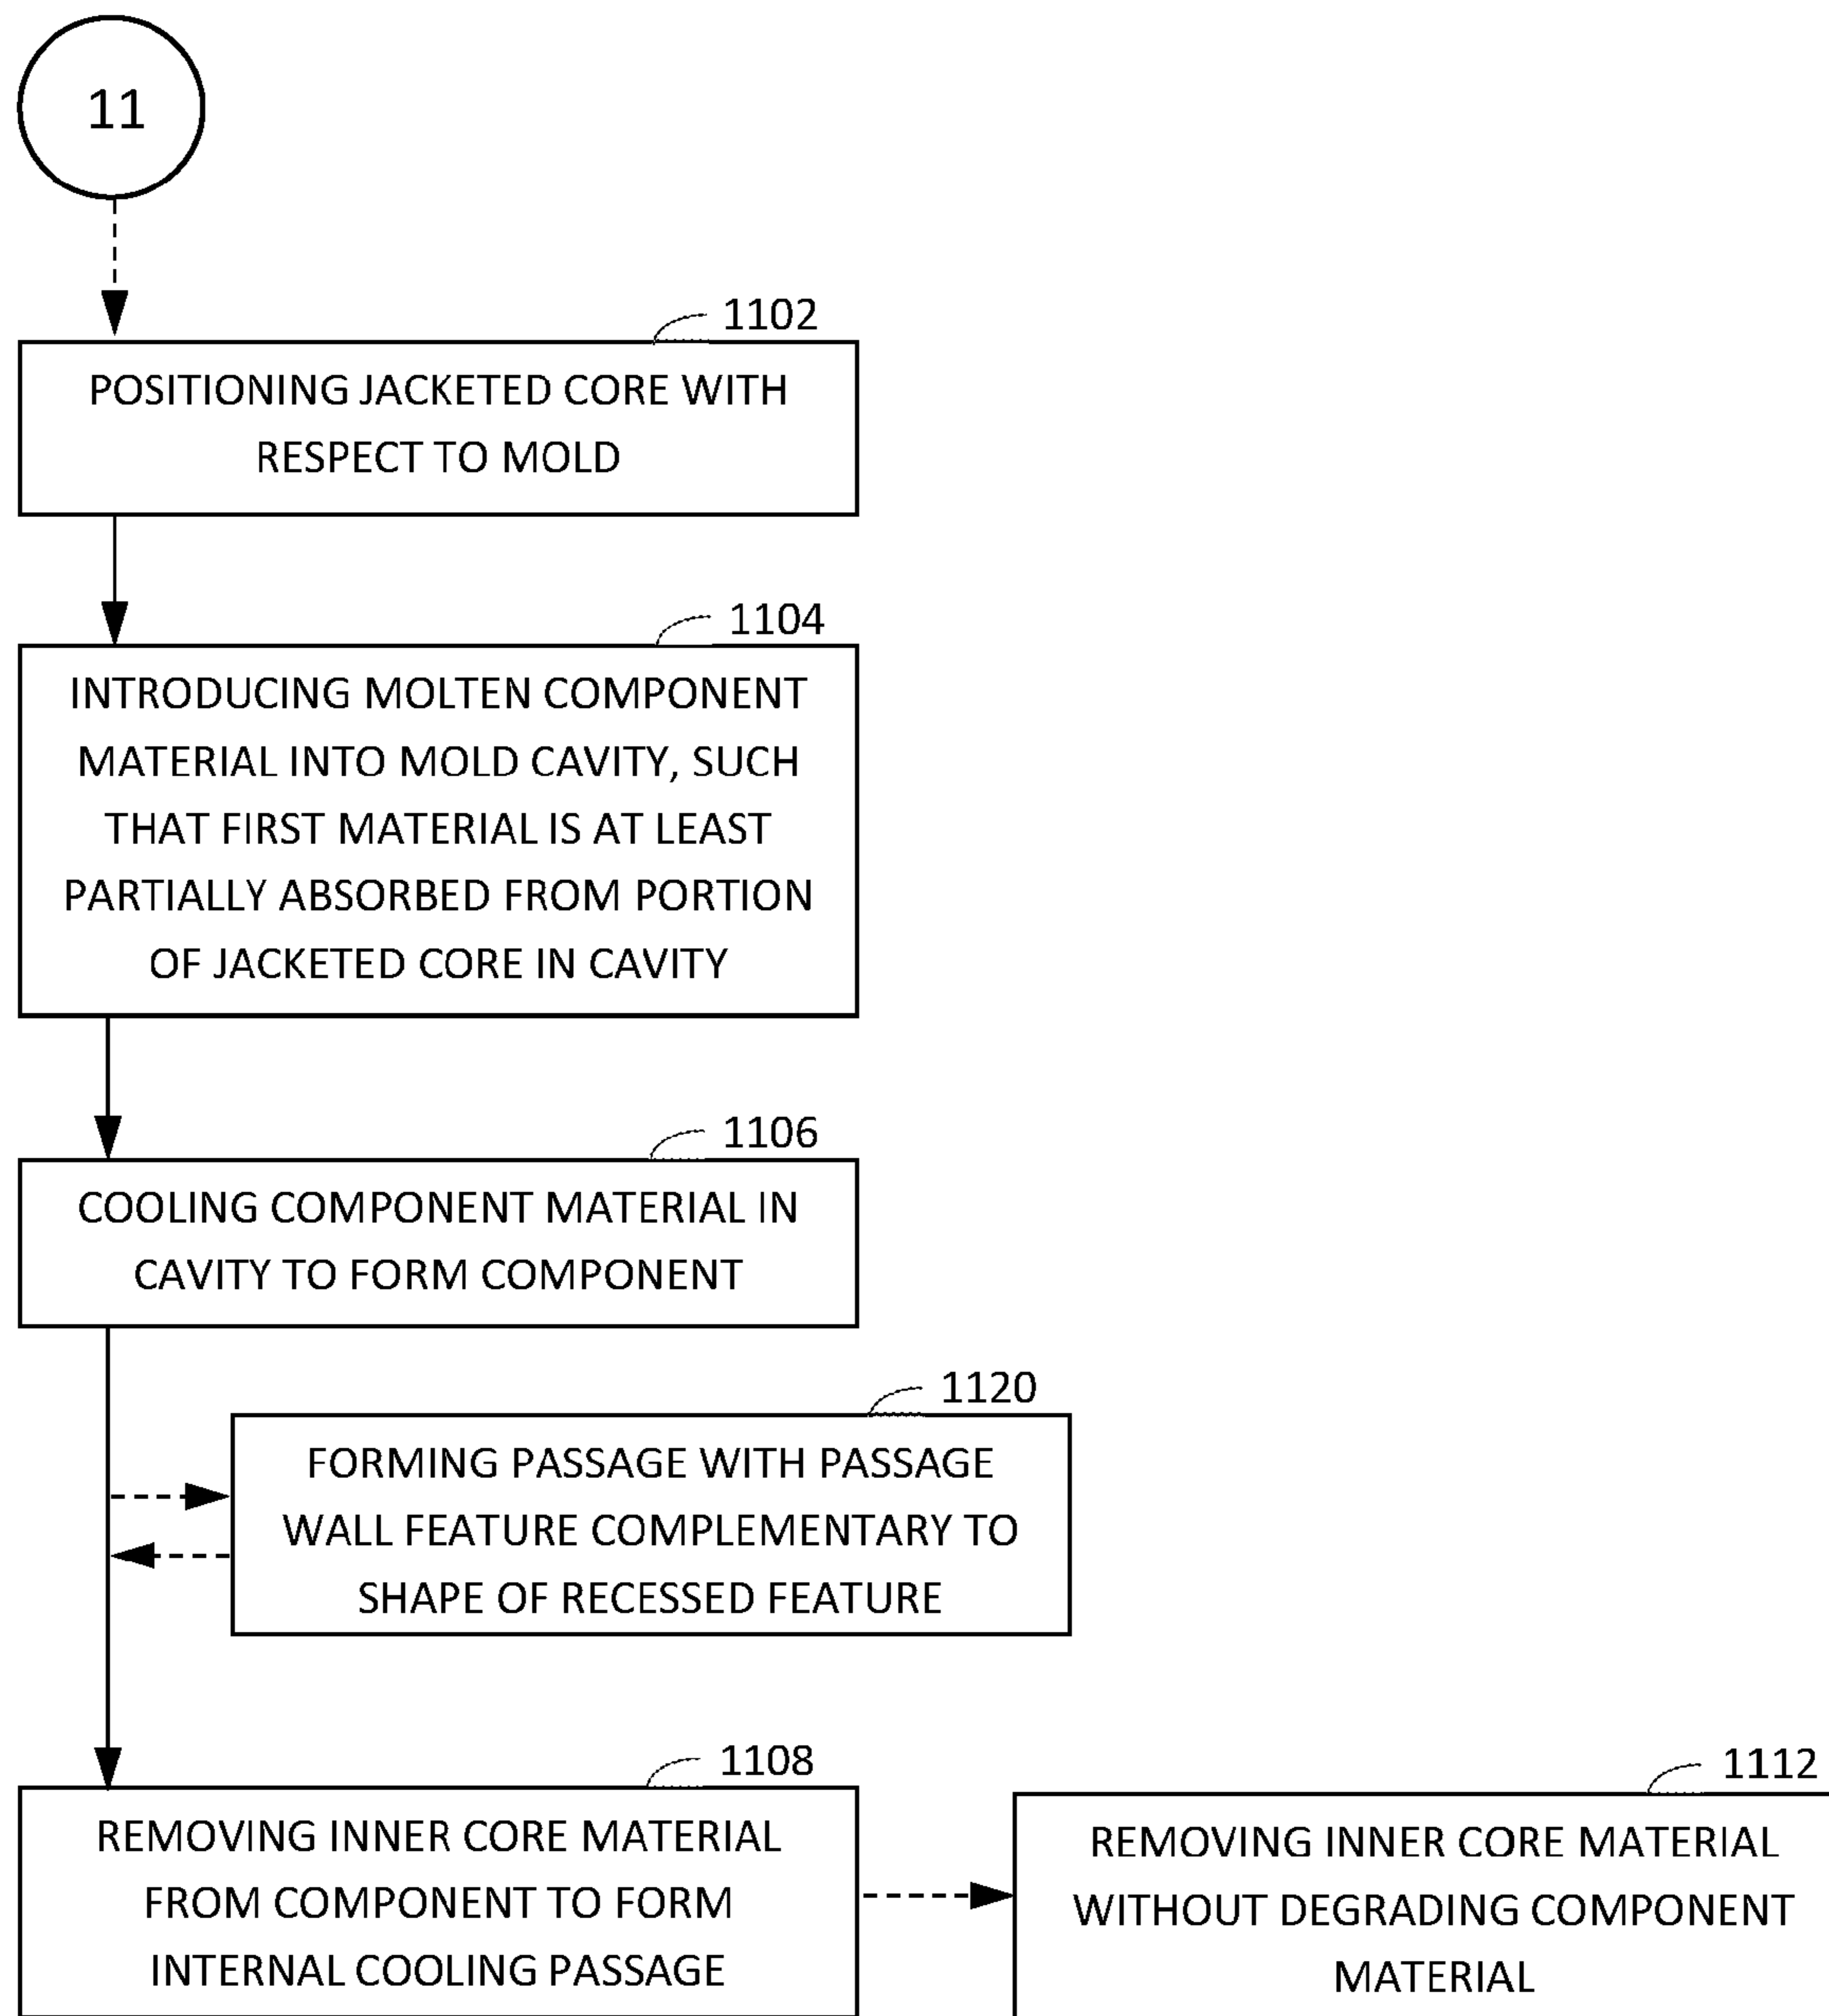 11
1102
POSITIONING JACKETED CORE WITH
RESPECT TO MOLD
1104
INTRODUCING MOLTEN COMPONENT
MATERIAL INTO MOLD CAVITY, SUCH
THAT FIRST MATERIAL IS AT LEAST
PARTIALLY ABSORBED FROM PORTION
OF JACKETED CORE IN CAVITY
1106
COOLING COMPONENT MATERIAL IN
CAVITY TO FORM COMPONENT
1120
FORMING PASSAGE WITH PASSAGE
WALL FEATURE COMPLEMENTARY TO
SHAPE OF RECESSED FEATURE
1108
REMOVING INNER CORE MATERIAL
FROM COMPONENT TO FORM
INTERNAL COOLING PASSAGE
1112
REMOVING INNER CORE MATERIAL
WITHOUT DEGRADING COMPONENT
MATERIAL